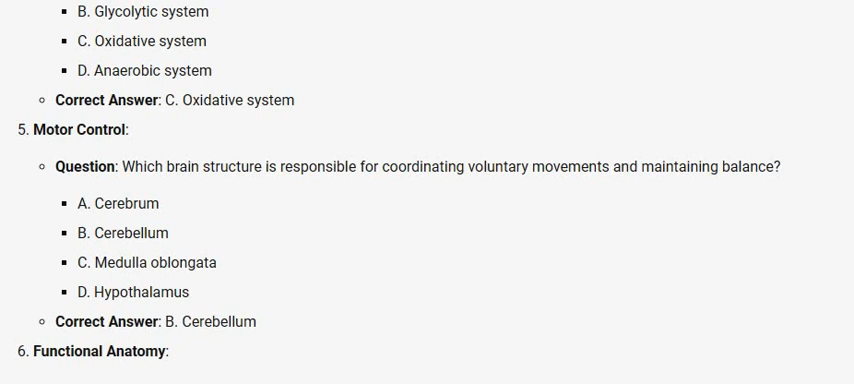 ▪ B. Glycolytic system
▪ C. Oxidative system
▪ D. Anaerobic system
○ Correct Answer: C. Oxidative system
5. Motor Control:
○ Question: Which brain structure is responsible for coordinating voluntary movements and maintaining balance?
▪ A. Cerebrum
▪ B. Cerebellum
▪ C. Medulla oblongata
▪ D. Hypothalamus
○ Correct Answer: B. Cerebellum
6. Functional Anatomy: